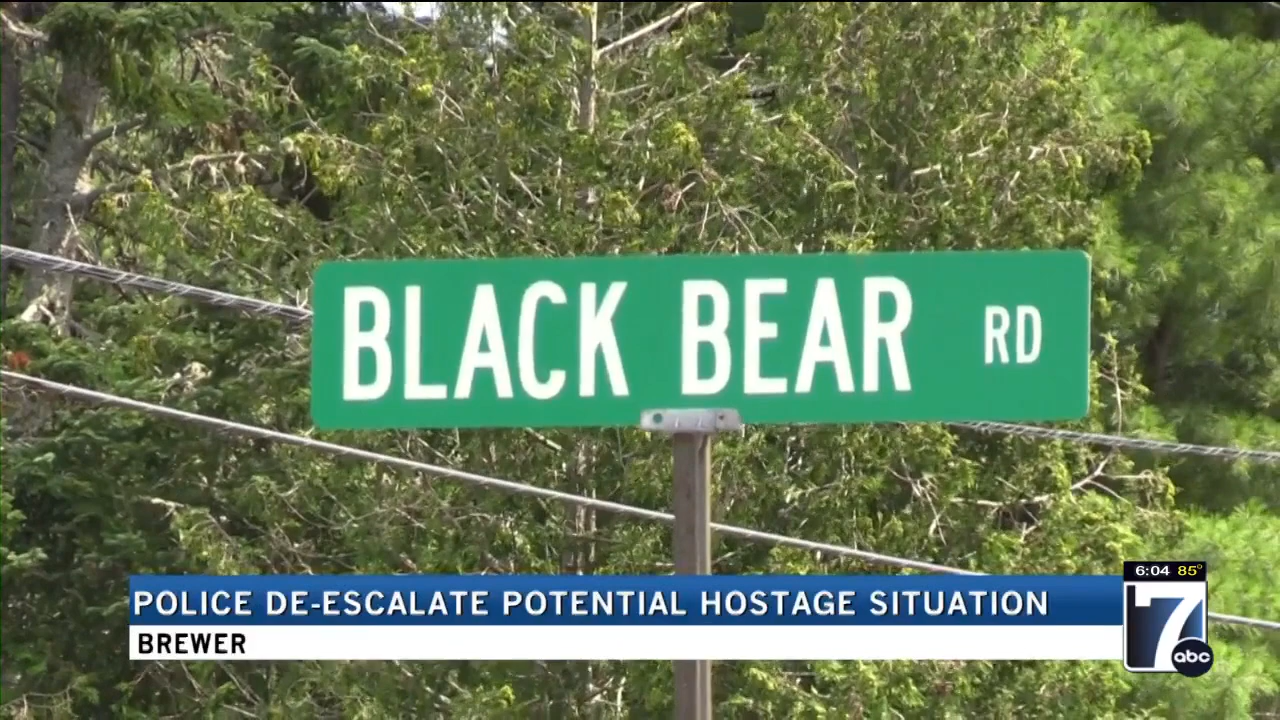 BLACK BEAR RD
POLICE DE-ESCALATE POTENTIAL HOSTAGE SITUATION
BREWER
6:04 85°
7
abc